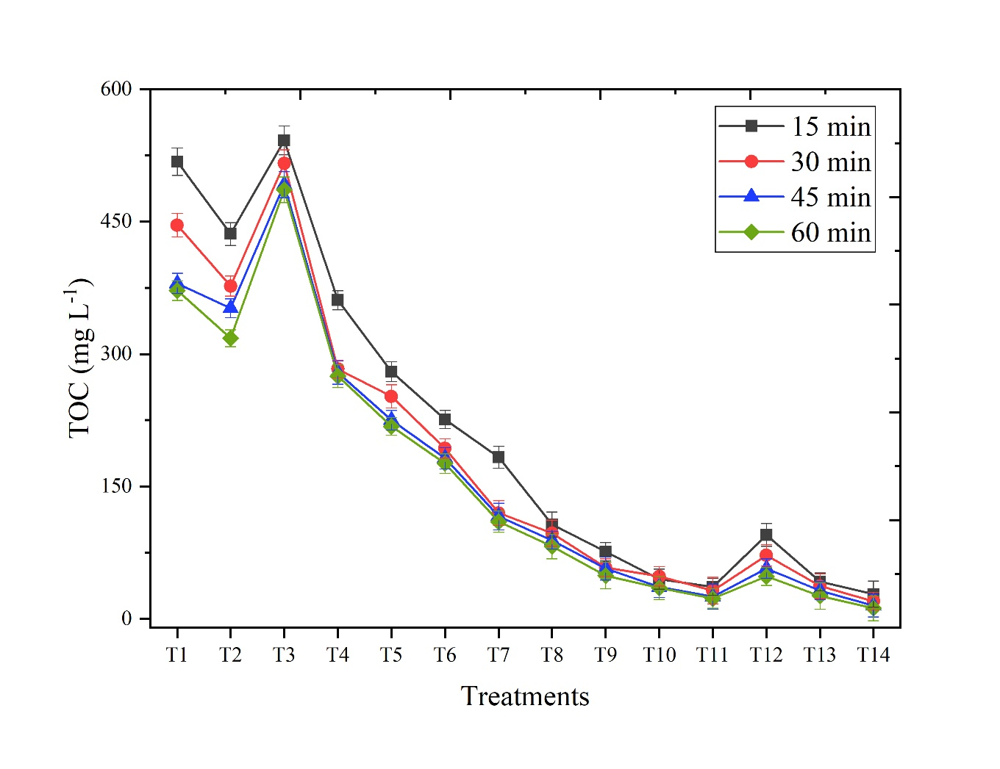 600
450
300
150
0
TOC (mg L⁻¹)
15 min
30 min
45 min
60 min
T1 T2 T3 T4 T5 T6 T7 T8 T9 T10 T11 T12 T13 T14
Treatments